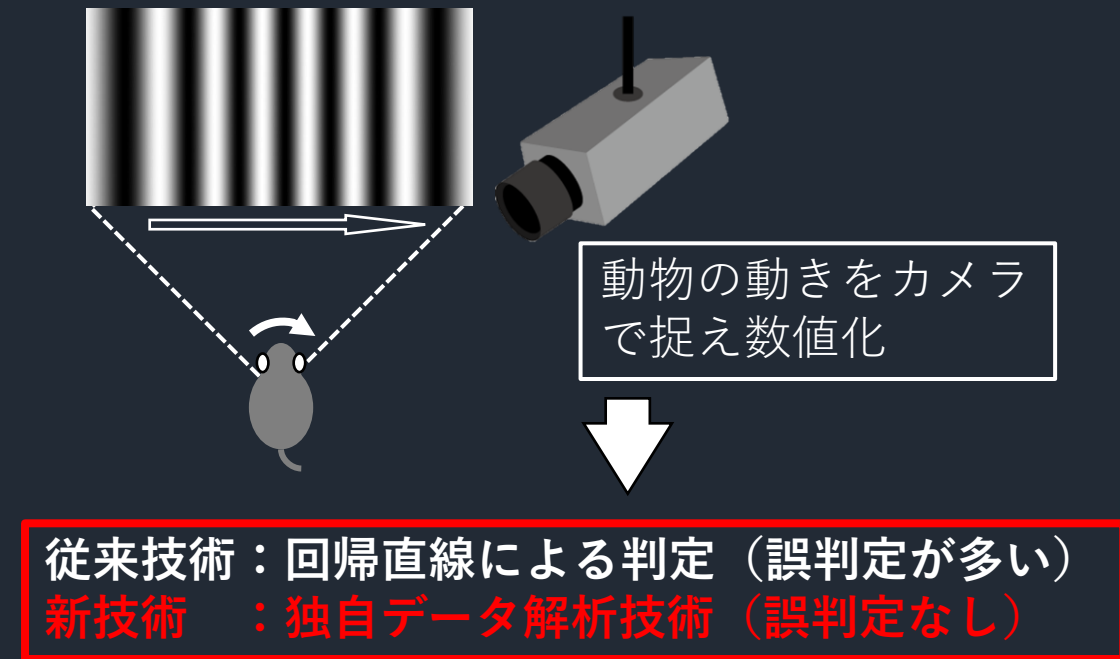 動物の動きをカメラ
で捉え数値化
従来技術：回帰直線による判定（誤判定が多い）
新技術　：独自データ解析技術（誤判定なし）